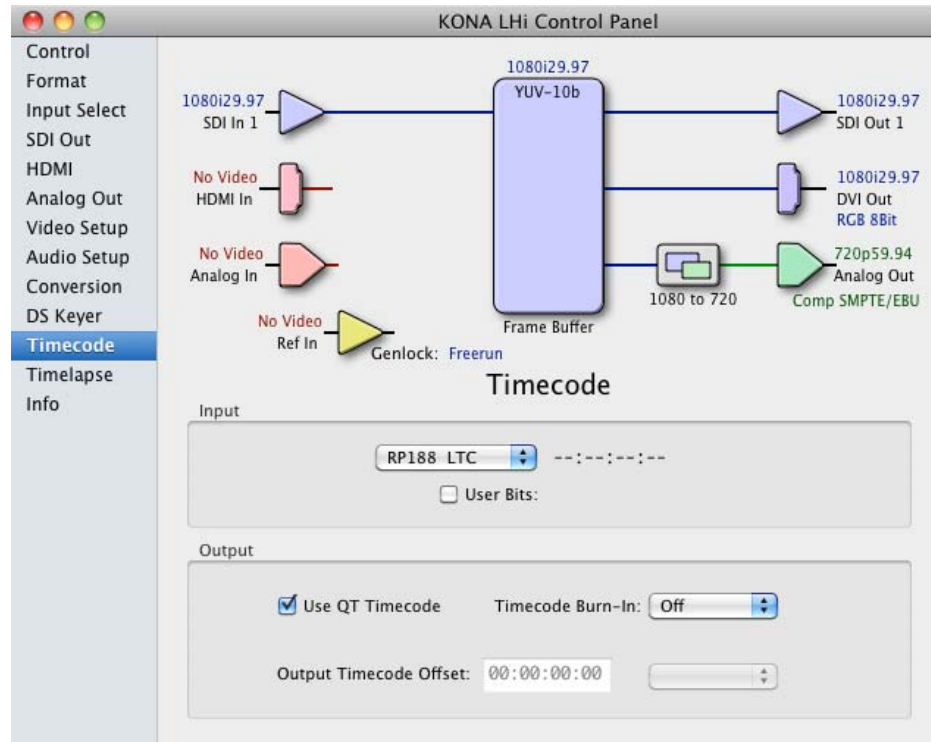 KONA LHi Control Panel
Control
Format
Input Select
SDI Out
HDMI
Analog Out
Video Setup
Audio Setup
Conversion
DS Keyer
Timecode
Timelapse
Info
1080i29.97
SDI In 1
No Video
HDMI In
No Video
Analog In
No Video
Ref In
Genlock: Freerun
1080i29.97
YUV-10b
Frame Buffer
1080i29.97
SDI Out 1
1080i29.97
DVI Out
RGB 8Bit
1080 to 720
720p59.94
Analog Out
Comp SMPTE/EBU
Timecode
Input
RP188 LTC --:--:--:--
User Bits:
Output
Use QT Timecode Timecode Burn-In: Off
Output Timecode Offset: 00:00:00:00